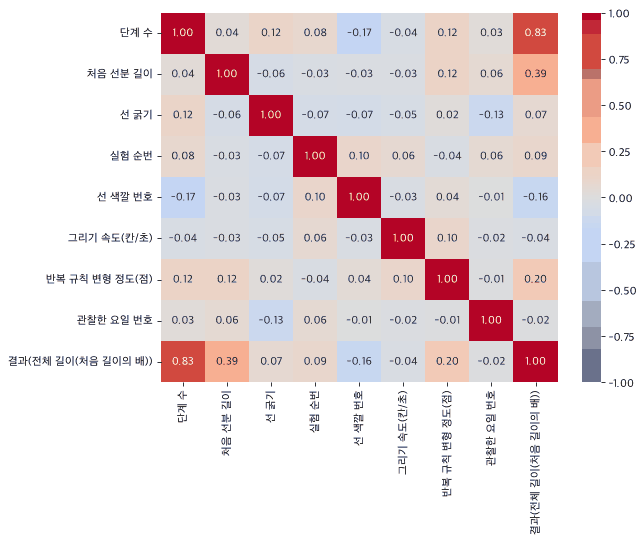 단계 수 1.00 0.04 0.12 0.08 -0.17 -0.04 0.12 0.03 0.83
처음 선분 길이 0.04 1.00 -0.06 -0.03 -0.03 -0.03 0.12 0.06 0.39
선 굵기 0.12 -0.06 1.00 -0.07 -0.07 -0.05 0.02 -0.13 0.07
실험 순번 0.08 -0.03 -0.07 1.00 0.10 0.06 -0.04 0.06 0.09
선 색깔 번호 -0.17 -0.03 -0.07 0.10 1.00 -0.03 0.04 -0.01 -0.16
그리기 속도(칸/초) -0.04 -0.03 -0.05 0.06 -0.03 1.00 0.10 -0.02 -0.04
반복 규칙 변형 정도(점) 0.12 0.12 0.02 -0.04 0.04 0.10 1.00 -0.01 0.20
관찰한 요일 번호 0.03 0.06 -0.13 0.06 -0.01 -0.02 -0.01 1.00 -0.02
결과(전체 길이(처음 길이의 배)) 0.83 0.39 0.07 0.09 -0.16 -0.04 0.20 -0.02 1.00
단계 수
처음 선분 길이
선 굵기
실험 순번
선 색깔 번호
그리기 속도(칸/초)
반복 규칙 변형 정도(점)
관찰한 요일 번호
결과(전체 길이(처음 길이의 배))
1.00
0.75
0.50
0.25
0.00
-0.25
-0.50
-0.75
-1.00